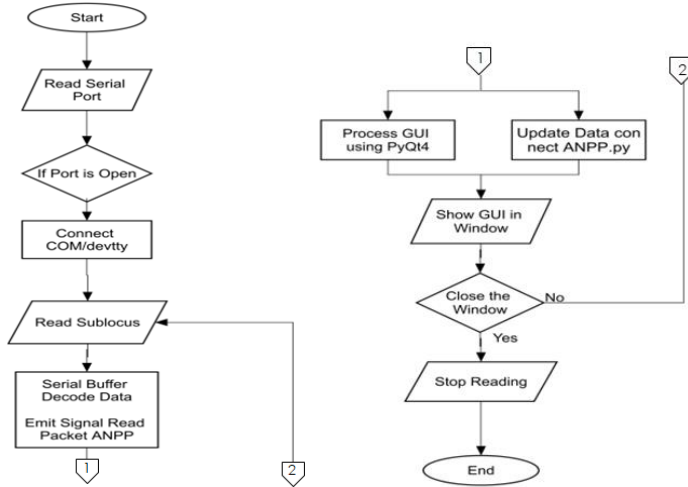 Start
Read Serial
Port
If Port is Open
Connect
COM/devtty
Read Sublocus
Serial Buffer
Decode Data
Emit Signal Read
Packet ANPP
1
2
1
2
Process GUI
using PyQt4
Update Data con
nect ANPP.py
Show GUI in
Window
Close the
Window
No
Yes
Stop Reading
End